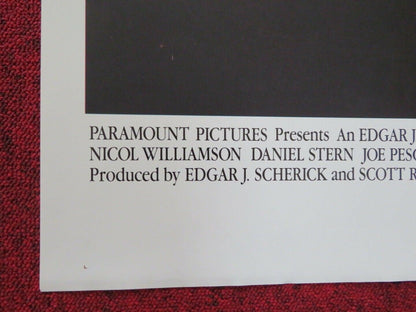 PARAMOUNT PICTURES Presents An EDGAR J
NICOL WILLIAMSON DANIEL STERN JOE PESC
Produced by EDGAR J. SCHERICK and SCOTT R